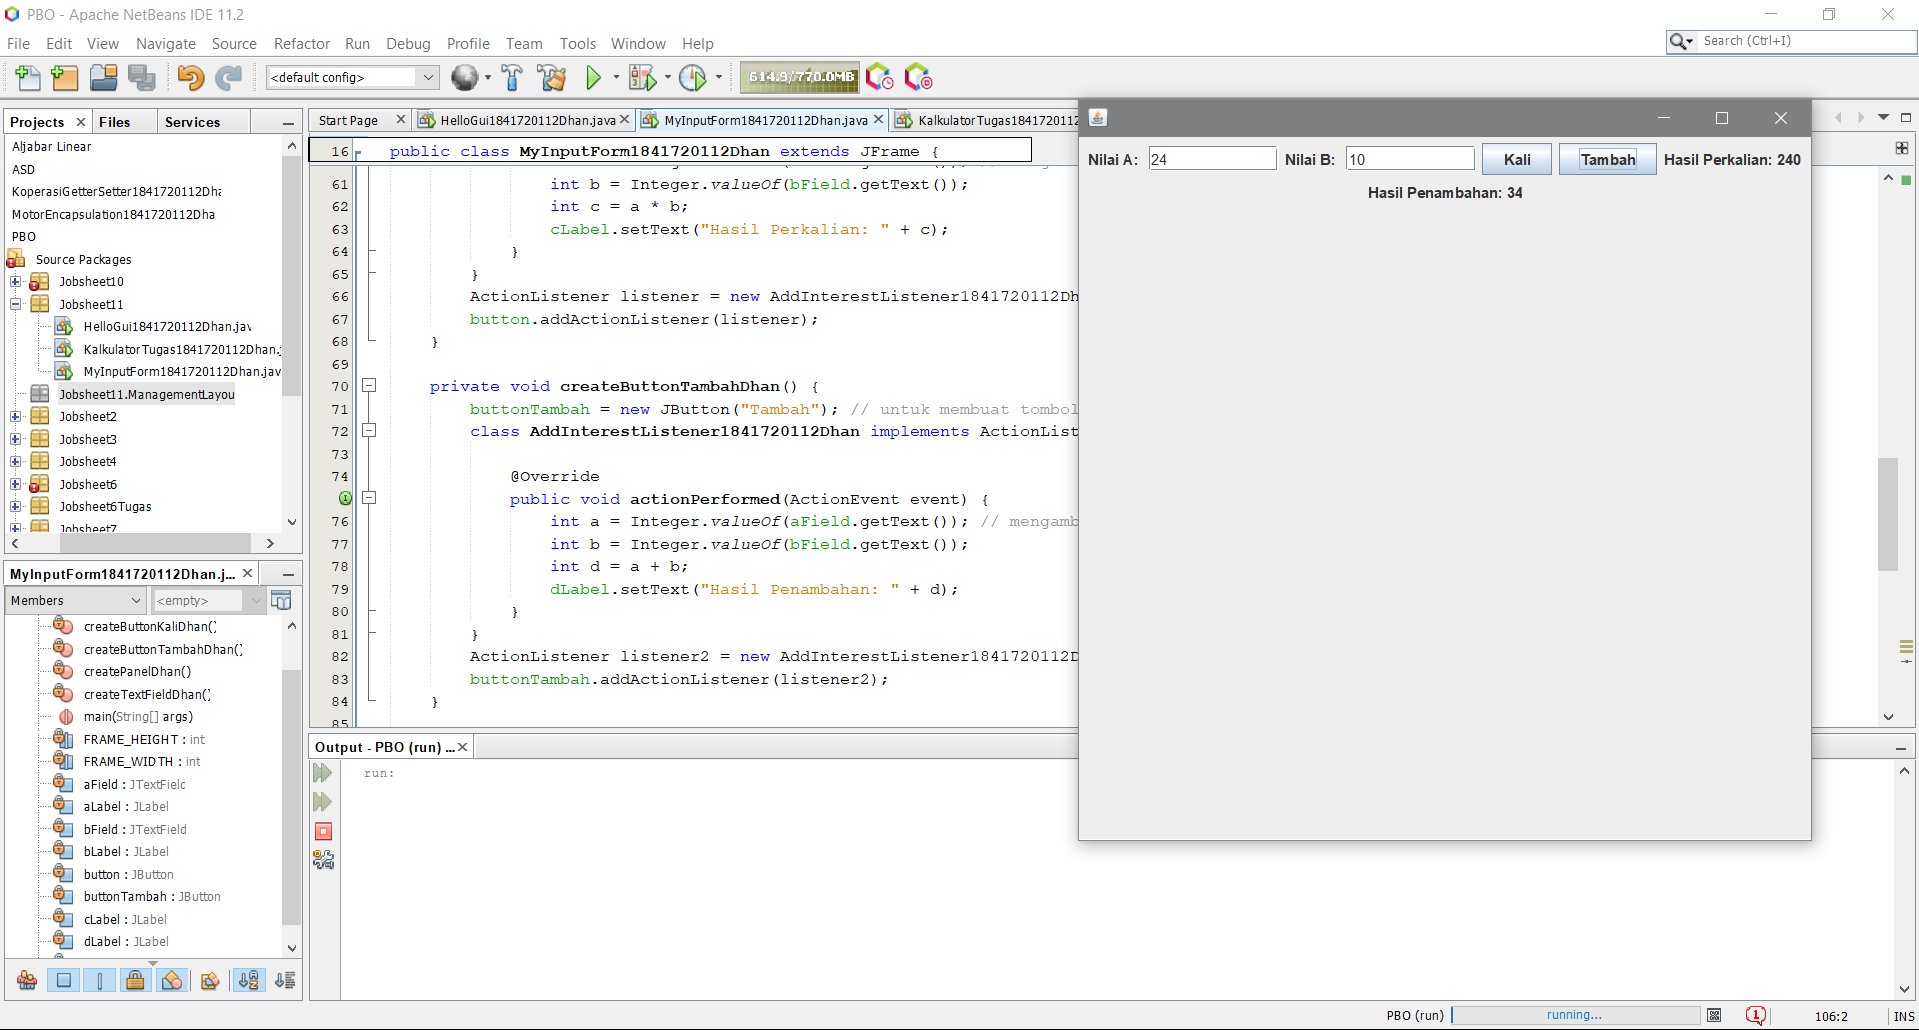 PBO - Apache NetBeans IDE 11.2
File Edit View Navigate Source Refactor Run Debug Profile Team Tools Window Help
Search (Ctrl+I)
<default config>
614.9/770.0MB
Projects Files Services
Aljabar Linear
ASD
KoperasiGetterSetter1841720112Dha
MotorEncapsulation1841720112Dha
PBO
Source Packages
Jobsheet10
Jobsheet11
HelloGui1841720112Dhan.jav
KalkulatorTugas1841720112Dhan.j
MyInputForm1841720112Dhan.jav
Jobsheet11.ManagementLayou
Jobsheet2
Jobsheet3
Jobsheet4
Jobsheet6
Jobsheet6Tugas
Jobsheet7
MyInputForm1841720112Dhan.j...
Members <empty>
createButtonKaliDhan()
createButtonTambahDhan()
createPanelDhan()
createTextFieldDhan()
main(String[] args)
FRAME_HEIGHT : int
FRAME_WIDTH : int
aField : JTextField
aLabel : JLabel
bField : JTextField
bLabel : JLabel
button : JButton
buttonTambah : JButton
cLabel : JLabel
dLabel : JLabel
Start Page HelloGui1841720112Dhan.java MyInputForm1841720112Dhan.java KalkulatorTugas184172011
16 public class MyInputForm1841720112Dhan extends JFrame {
61 int b = Integer.valueOf(bField.getText());
62 int c = a * b;
63 cLabel.setText("Hasil Perkalian: " + c);
64 }
65 }
66 ActionListener listener = new AddInterestListener1841720112Dh
67 button.addActionListener(listener);
68 }
69
70 private void createButtonTambahDhan() {
71 buttonTambah = new JButton("Tambah"); // untuk membuat tombol
72 class AddInterestListener1841720112Dhan implements ActionList
73
74 @Override
public void actionPerformed(ActionEvent event) {
76 int a = Integer.valueOf(aField.getText()); // mengamb
77 int b = Integer.valueOf(bField.getText());
78 int d = a + b;
79 dLabel.setText("Hasil Penambahan: " + d);
80 }
81 }
82 ActionListener listener2 = new AddInterestListener1841720112D
83 buttonTambah.addActionListener(listener2);
84 }
85
Nilai A: 24 Nilai B: 10 Kali Tambah Hasil Perkalian: 240
Hasil Penambahan: 34
Output - PBO (run) ...
run:
PBO (run) running... 1 106:2 INS